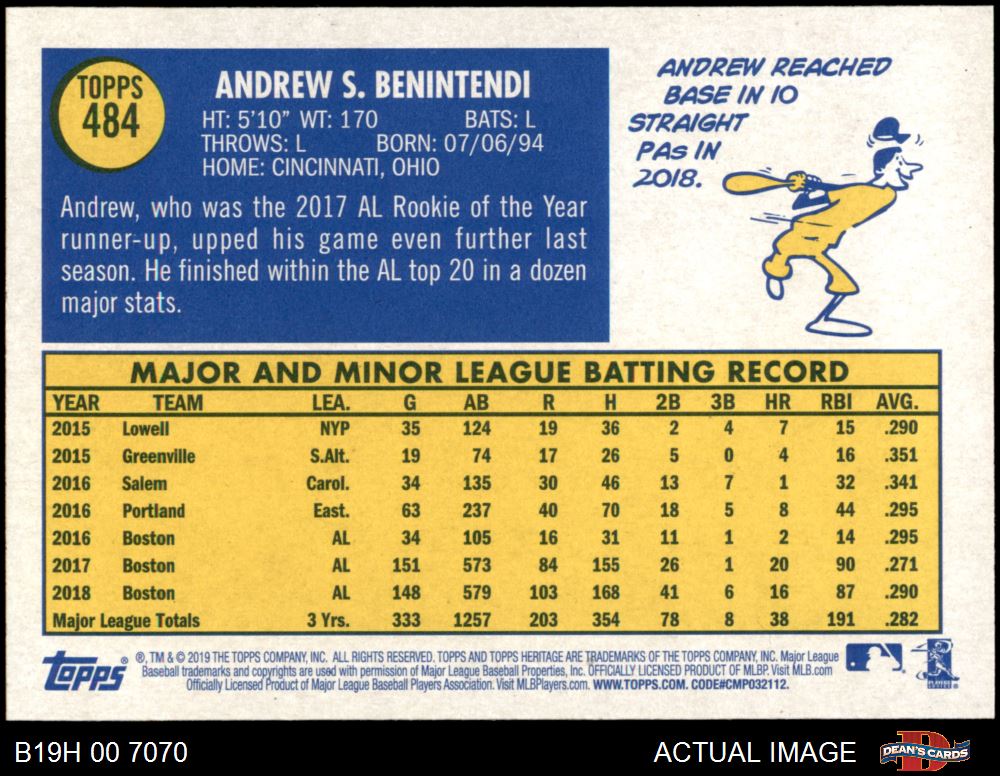 TOPPS
484
ANDREW S. BENINTENDI
HT: 5'10" WT: 170 BATS: L
THROWS: L BORN: 07/06/94
HOME: CINCINNATI, OHIO
Andrew, who was the 2017 AL Rookie of the Year
runner-up, upped his game even further last
season. He finished within the AL top 20 in a dozen
major stats.
ANDREW REACHED
BASE IN 10
STRAIGHT
PAs IN
2018.
MAJOR AND MINOR LEAGUE BATTING RECORD
YEAR TEAM LEA. G AB R H 2B 3B HR RBI AVG.
2015 Lowell NYP 35 124 19 36 2 4 7 15 .290
2015 Greenville S.Alt. 19 74 17 26 5 0 4 16 .351
2016 Salem Carol. 34 135 30 46 13 7 1 32 .341
2016 Portland East. 63 237 40 70 18 5 8 44 .295
2016 Boston AL 34 105 16 31 11 1 2 14 .295
2017 Boston AL 151 573 84 155 26 1 20 90 .271
2018 Boston AL 148 579 103 168 41 6 16 87 .290
Major League Totals 3 Yrs. 333 1257 203 354 78 8 38 191 .282
Topps ®, TM & © 2019 THE TOPPS COMPANY, INC. ALL RIGHTS RESERVED. TOPPS AND TOPPS HERITAGE ARE TRADEMARKS OF THE TOPPS COMPANY, INC. Major League
Baseball trademarks and copyrights are used with permission of Major League Baseball Properties, Inc. OFFICIALLY LICENSED PRODUCT OF MLBP. Visit MLB.com
Officially Licensed Product of Major League Baseball Players Association. Visit MLBPlayers.com. WWW.TOPPS.COM. CODE#CMP032112.
B19H 00 7070 ACTUAL IMAGE DEAN'S CARDS